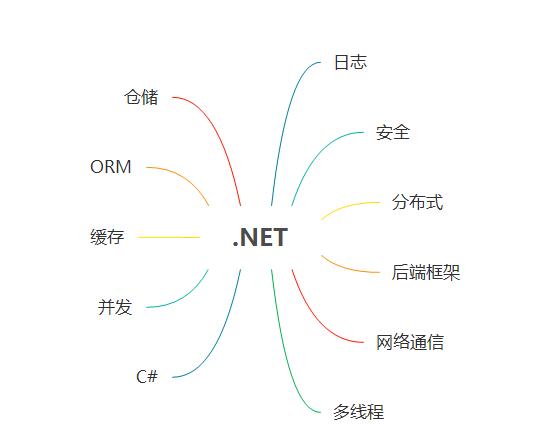 日志
仓储
安全
ORM
分布式
缓存
.NET
后端框架
并发
网络通信
C#
多线程